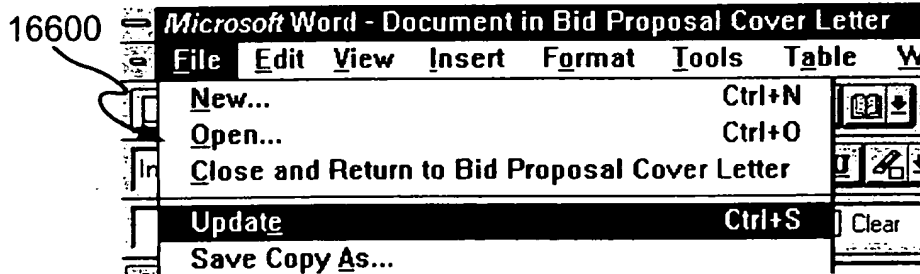 16600
Microsoft Word - Document in Bid Proposal Cover Letter
File Edit View Insert Format Tools Table W
New... Ctrl+N
Open... Ctrl+O
Close and Return to Bid Proposal Cover Letter
Update Ctrl+S
Clear
Save Copy As...